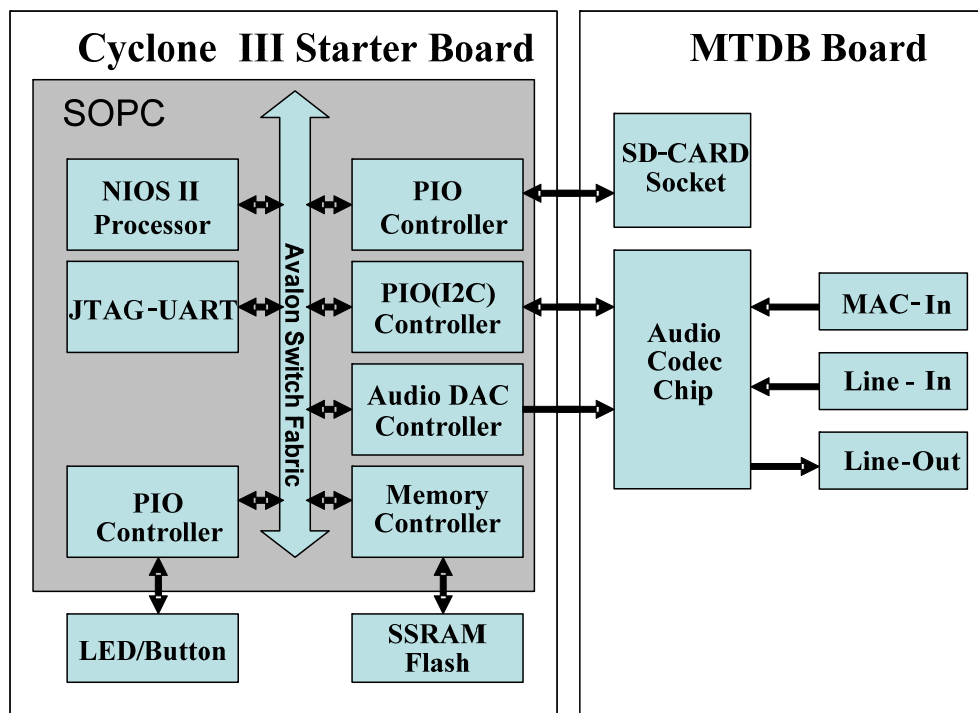 Cyclone III Starter Board
SOPC
NIOS II
Processor
JTAG-UART
PIO
Controller
Avalon Switch Fabric
PIO
Controller
PIO(I2C)
Controller
Audio DAC
Controller
Memory
Controller
LED/Button
SSRAM
Flash
MTDB Board
SD-CARD
Socket
Audio
Codec
Chip
MAC-In
Line - In
Line-Out